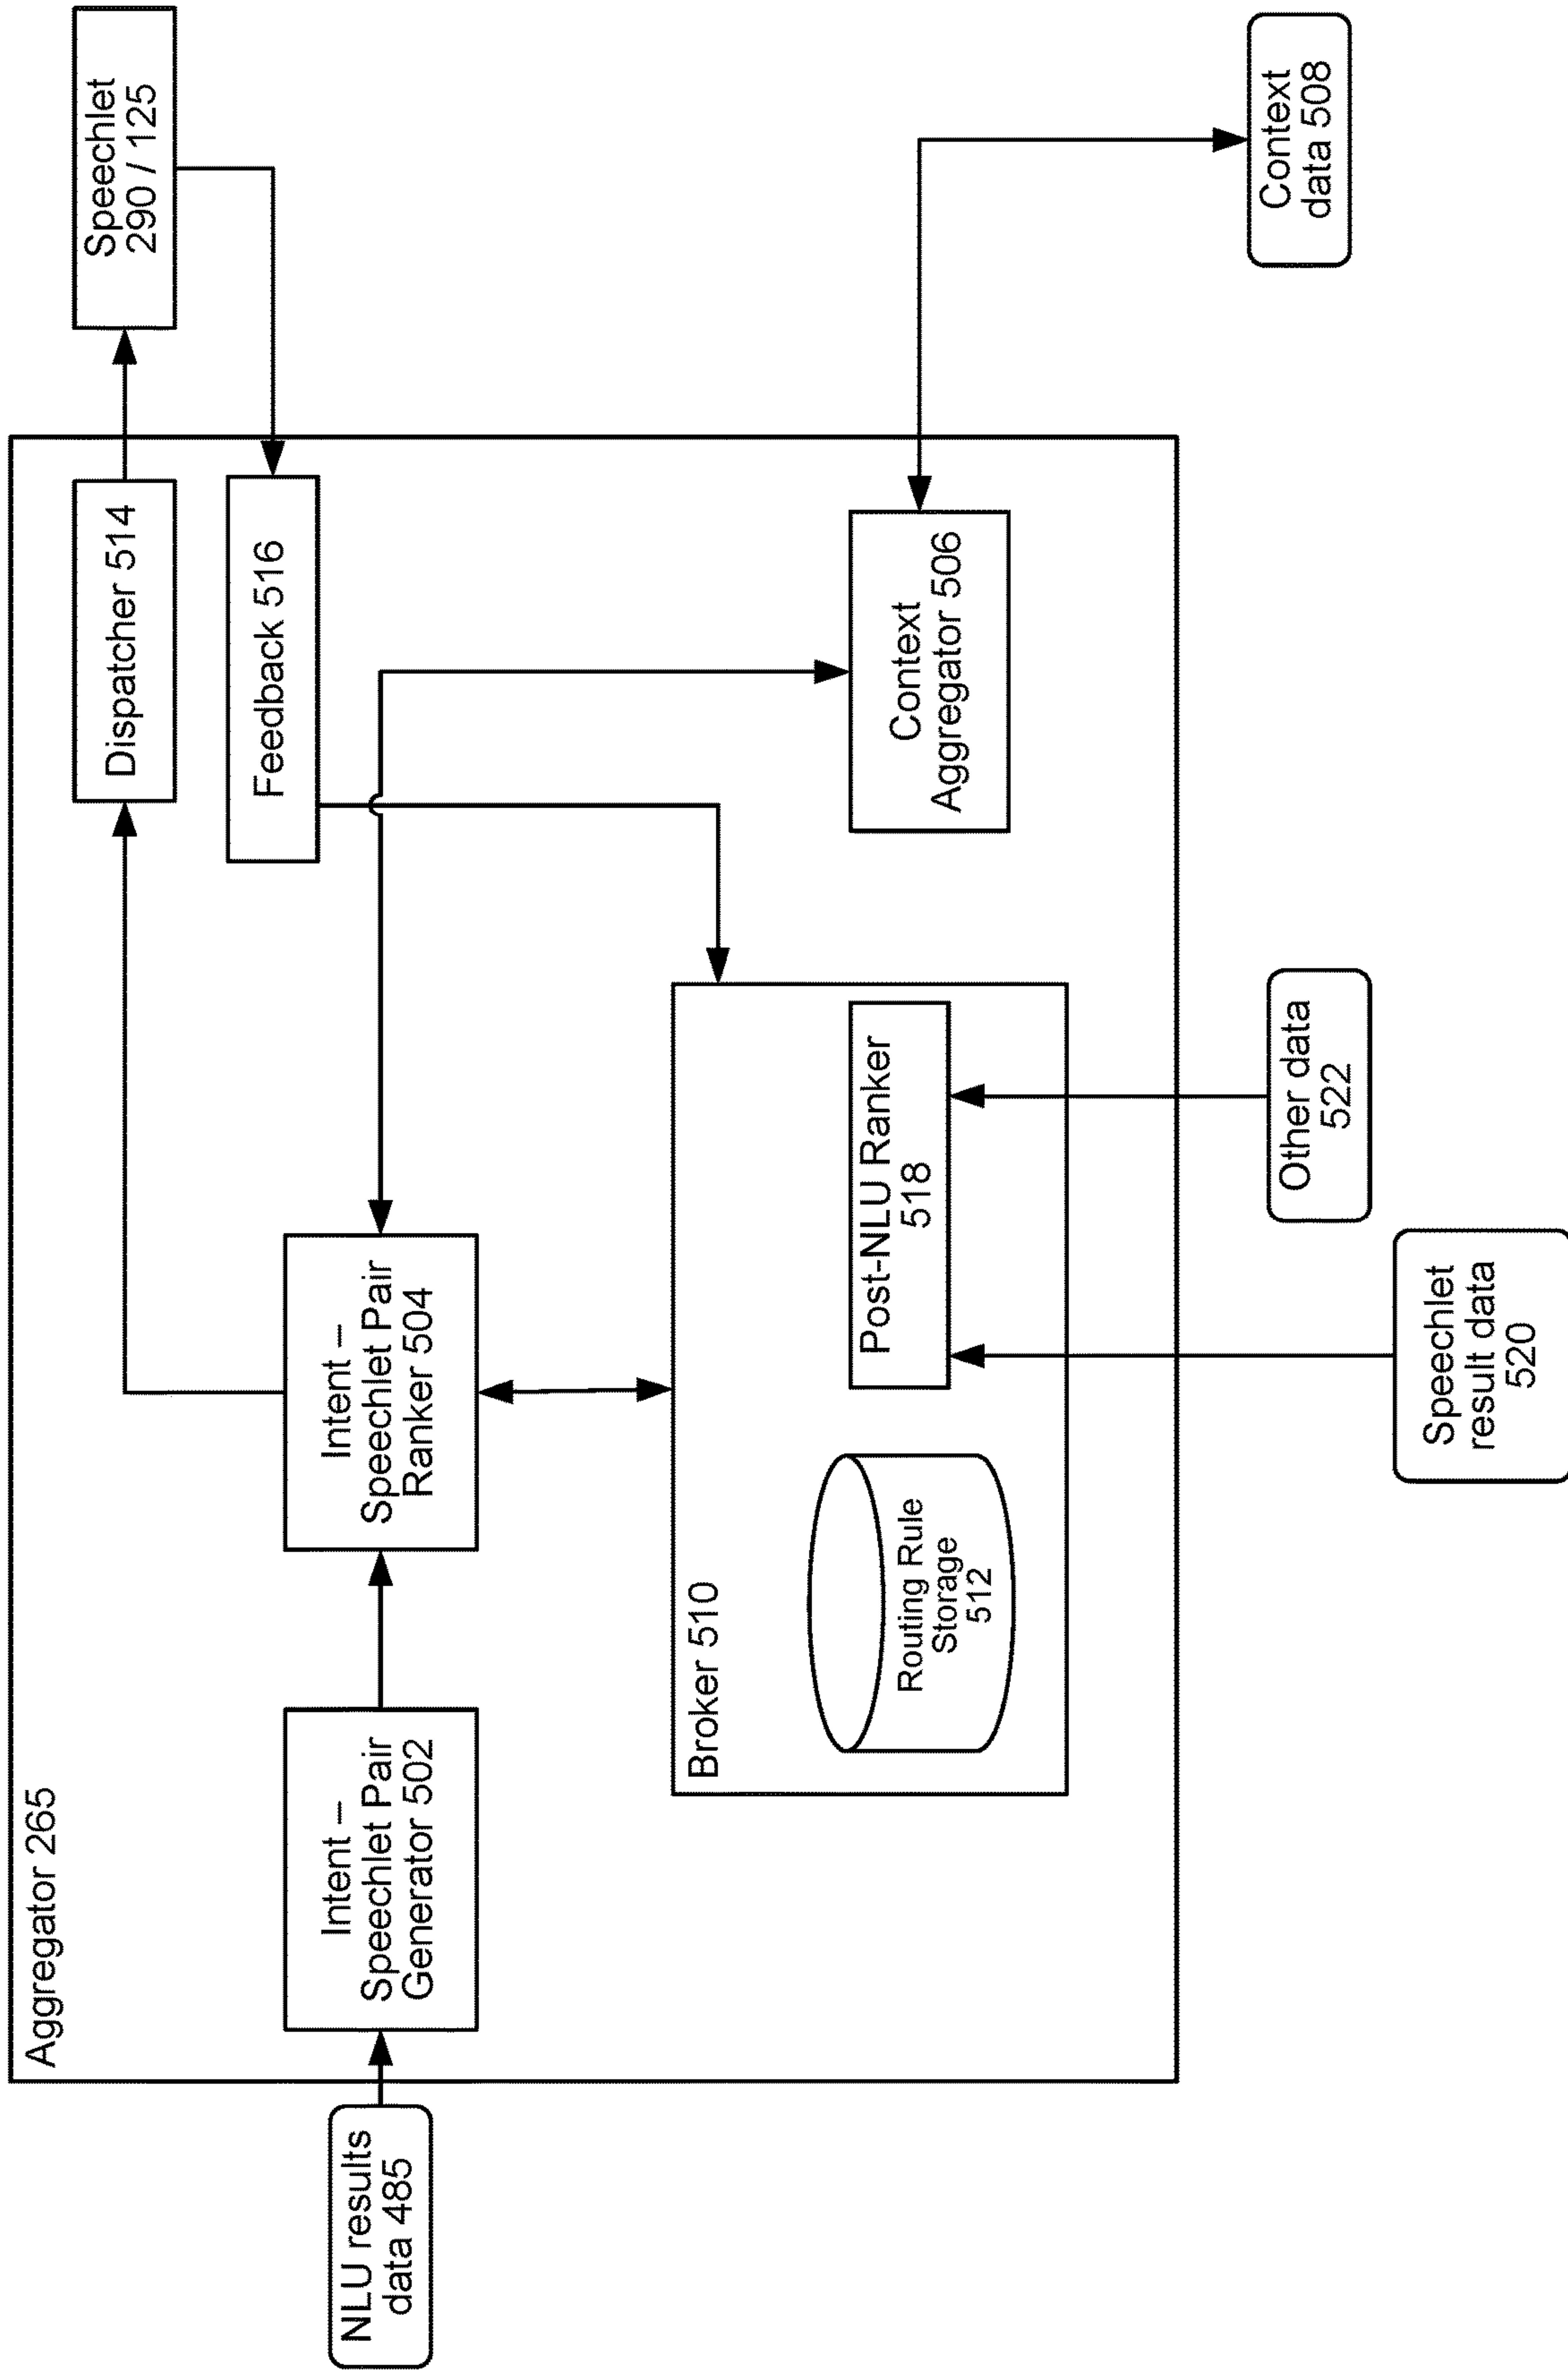 Aggregator 265
NLU results
data 485
Intent –
Speechlet Pair
Generator 502
Intent –
Speechlet Pair
Ranker 504
Dispatcher 514
Speechlet
290 / 125
Feedback 516
Broker 510
Routing Rule
Storage
512
Post-NLU Ranker
518
Context
Aggregator 506
Context
data 508
Other data
522
Speechlet
result data
520